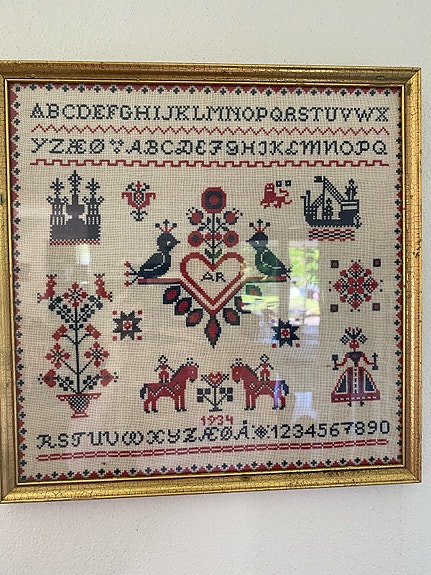 ABCDEFGHIJKLMNOPQRSTUVWX
YZÆØ ABCDEFGHIJKLMNOPQ
AR
1934
RSTUVWXYZÆØÅ 1234567890